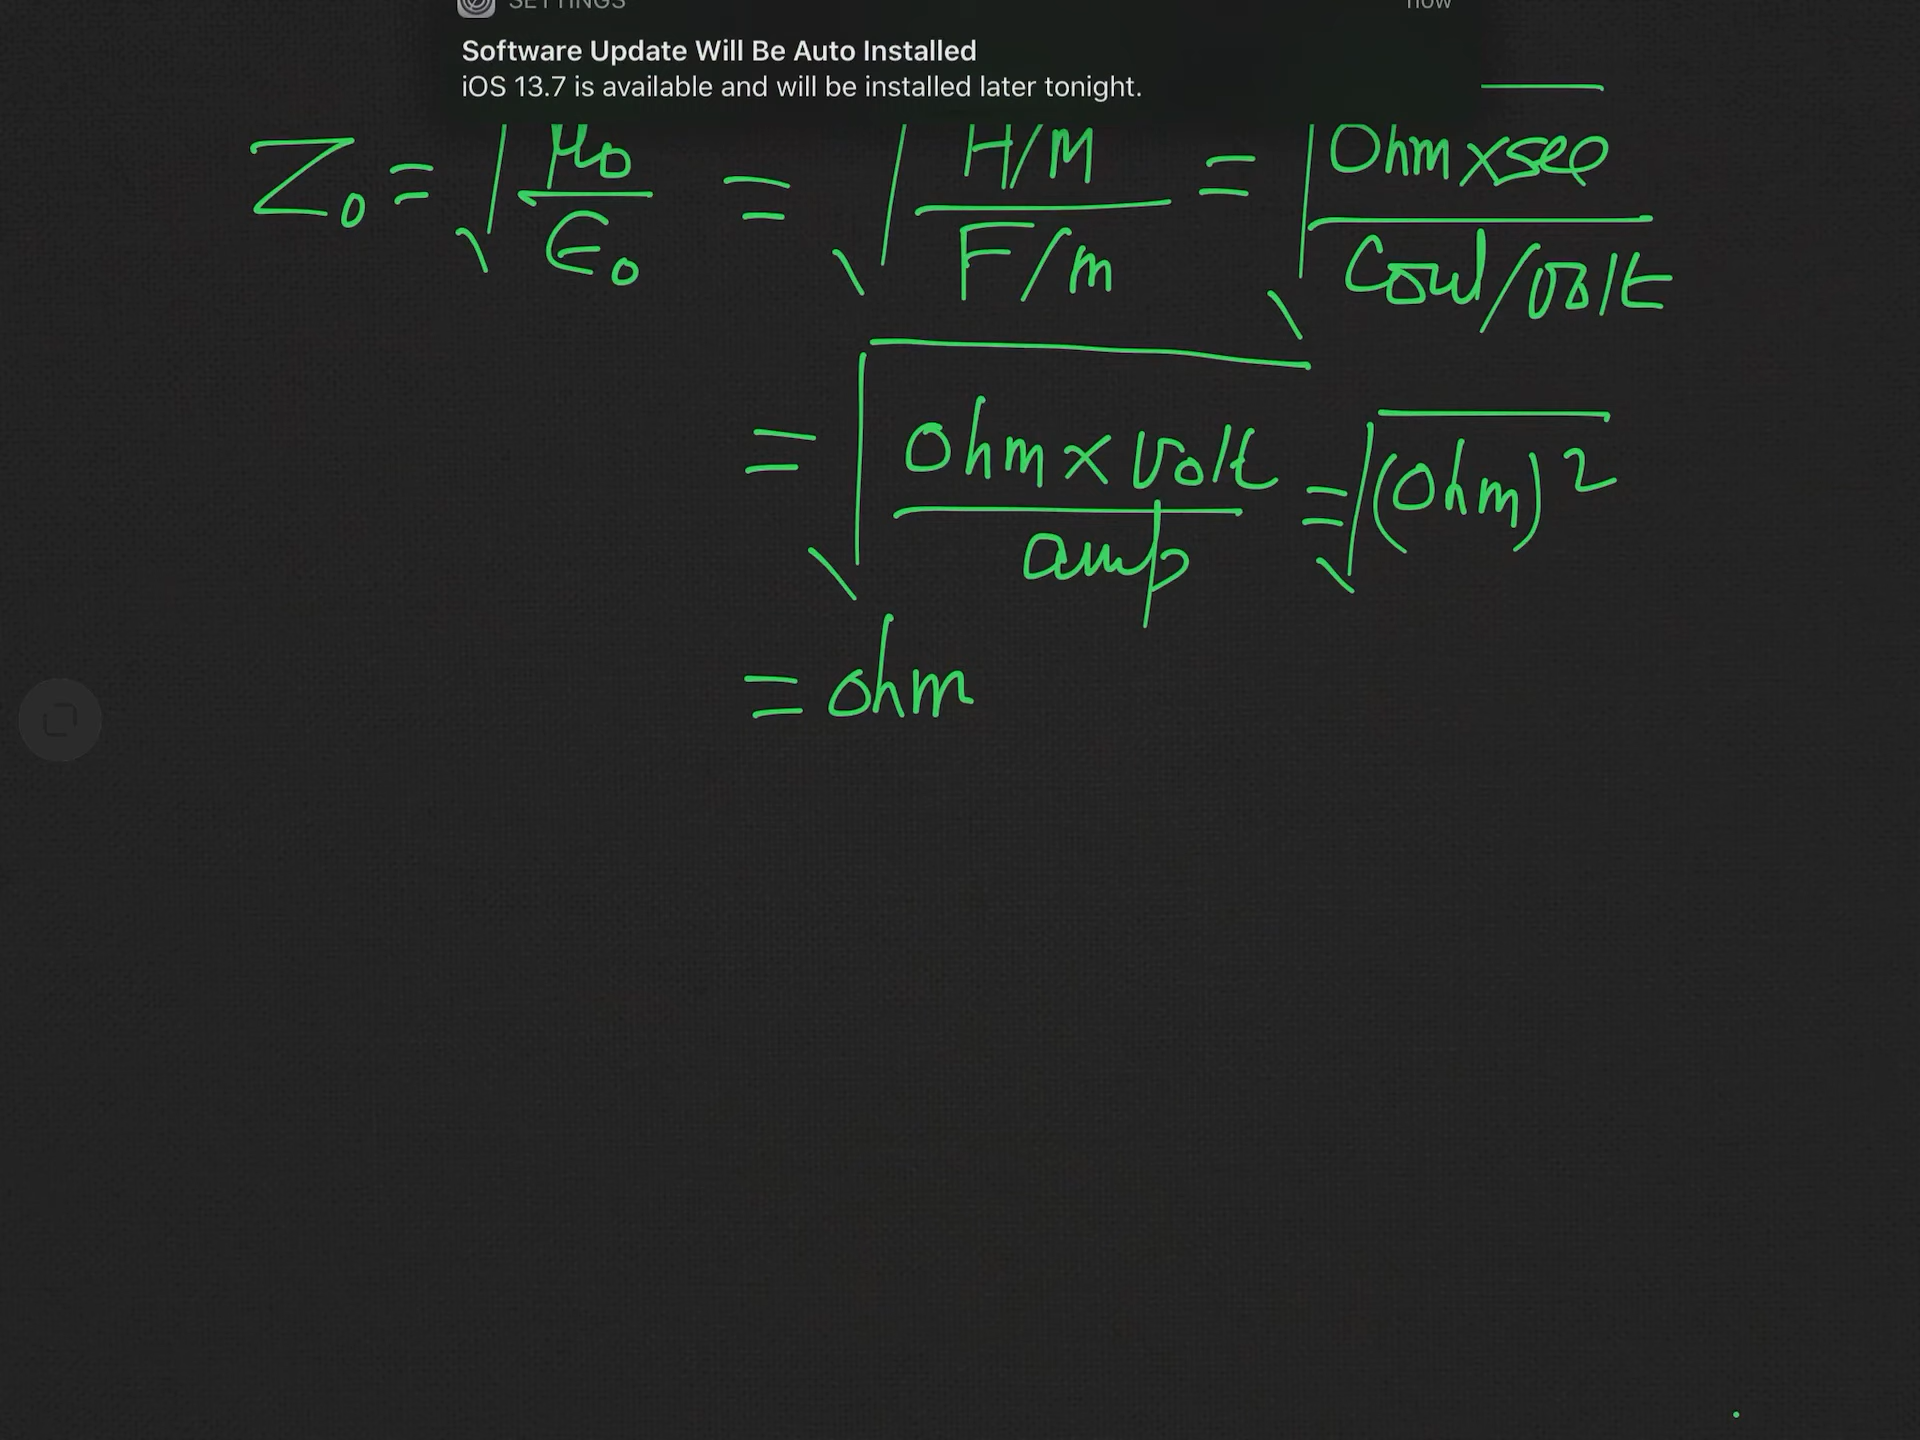 SETTINGS now
Software Update Will Be Auto Installed
iOS 13.7 is available and will be installed later tonight.
Z₀ = √(μ₀/ε₀) = √((H/M)/(F/m)) = √((Ohm × sec)/(Coul/volt))
= √((Ohm × volt)/amp) = √((Ohm)²)
= ohm